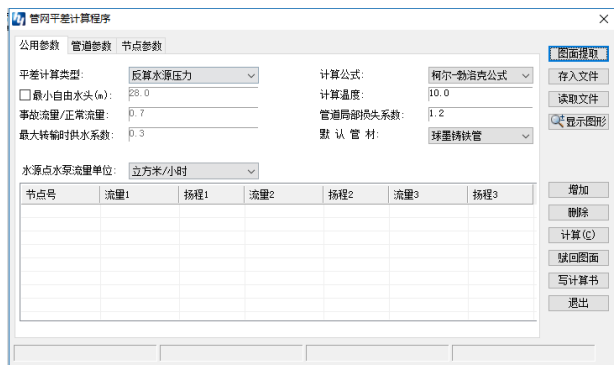 管网平差计算程序
公用参数 管道参数 节点参数
图面提取
平差计算类型: 反算水源压力 计算公式: 柯尔-勃洛克公式 存入文件
最小自由水头(m): 28.0 计算温度: 10.0 读取文件
事故流量/正常流量: 0.7 管道局部损失系数: 1.2 显示图形
最大转输时供水系数: 0.3 默 认 管 材: 球墨铸铁管
水源点水泵流量单位: 立方米/小时
节点号 流量1 扬程1 流量2 扬程2 流量3 扬程3 增加
删除
计算(C)
赋回图面
写计算书
退出